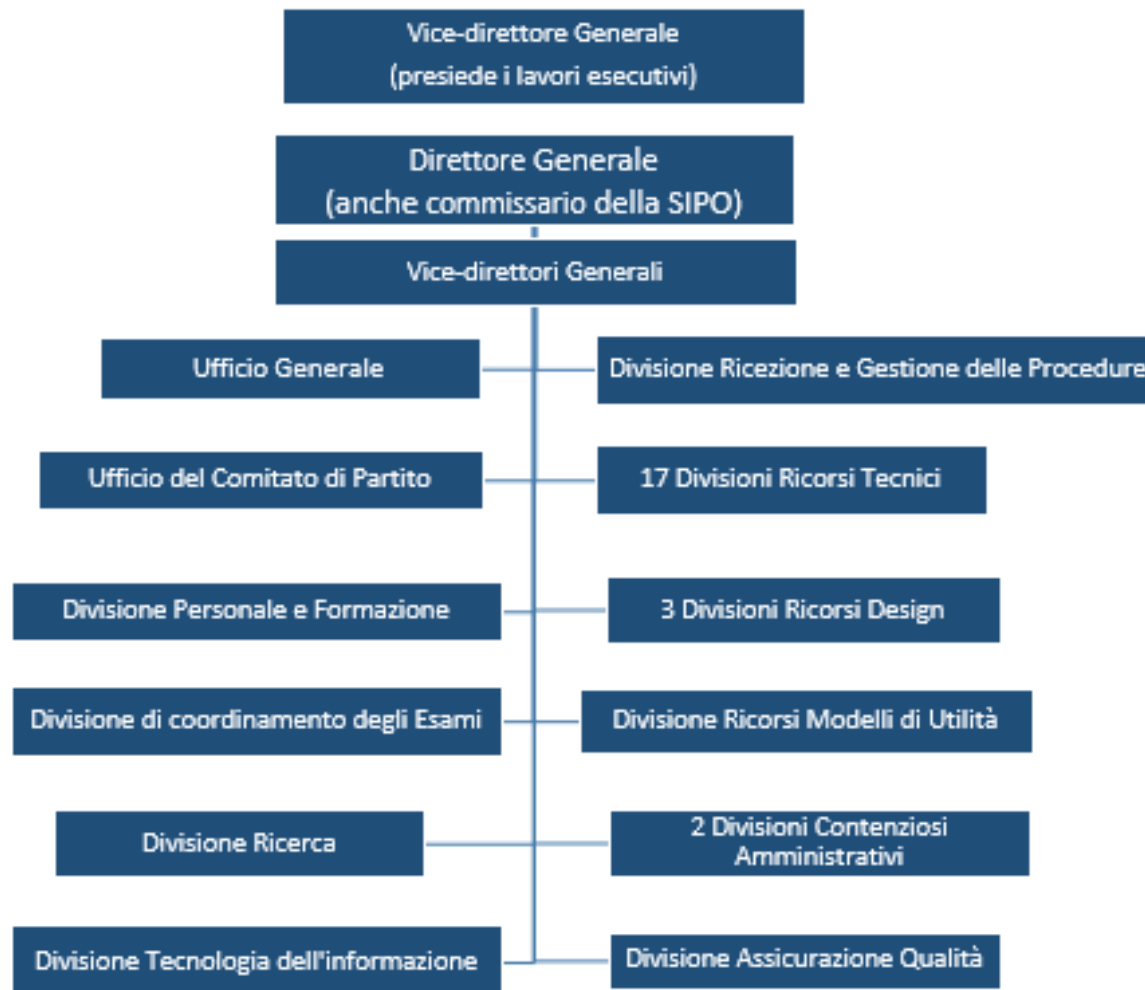 Vice-direttore Generale
(presiede i lavori esecutivi)
Direttore Generale
(anche commissario della SIPO)
Vice-direttori Generali
Ufficio Generale
Divisione Ricezione e Gestione delle Procedure
Ufficio del Comitato di Partito
17 Divisioni Ricorsi Tecnici
Divisione Personale e Formazione
3 Divisioni Ricorsi Design
Divisione di coordinamento degli Esami
Divisione Ricorsi Modelli di Utilità
Divisione Ricerca
2 Divisioni Contenziosi
Amministrativi
Divisione Tecnologia dell'informazione
Divisione Assicurazione Qualità